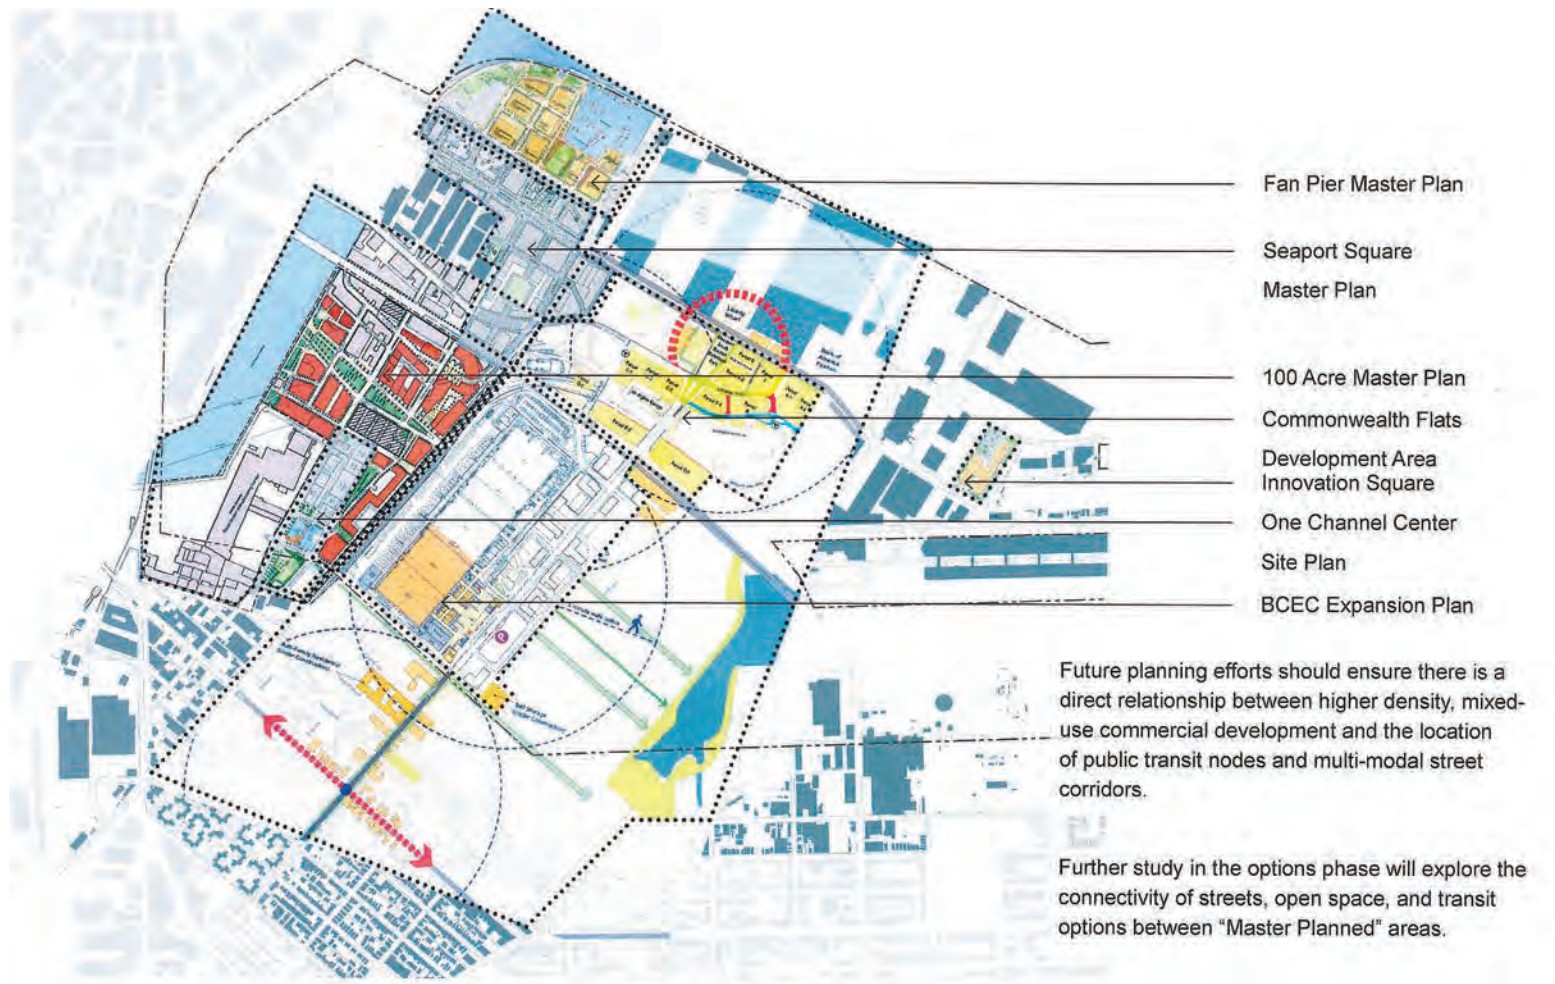 Fan Pier Master Plan
Seaport Square
Master Plan
100 Acre Master Plan
Commonwealth Flats
Development Area
Innovation Square
One Channel Center
Site Plan
BCEC Expansion Plan
Future planning efforts should ensure there is a
direct relationship between higher density, mixed-
use commercial development and the location
of public transit nodes and multi-modal street
corridors.
Further study in the options phase will explore the
connectivity of streets, open space, and transit
options between “Master Planned” areas.
P